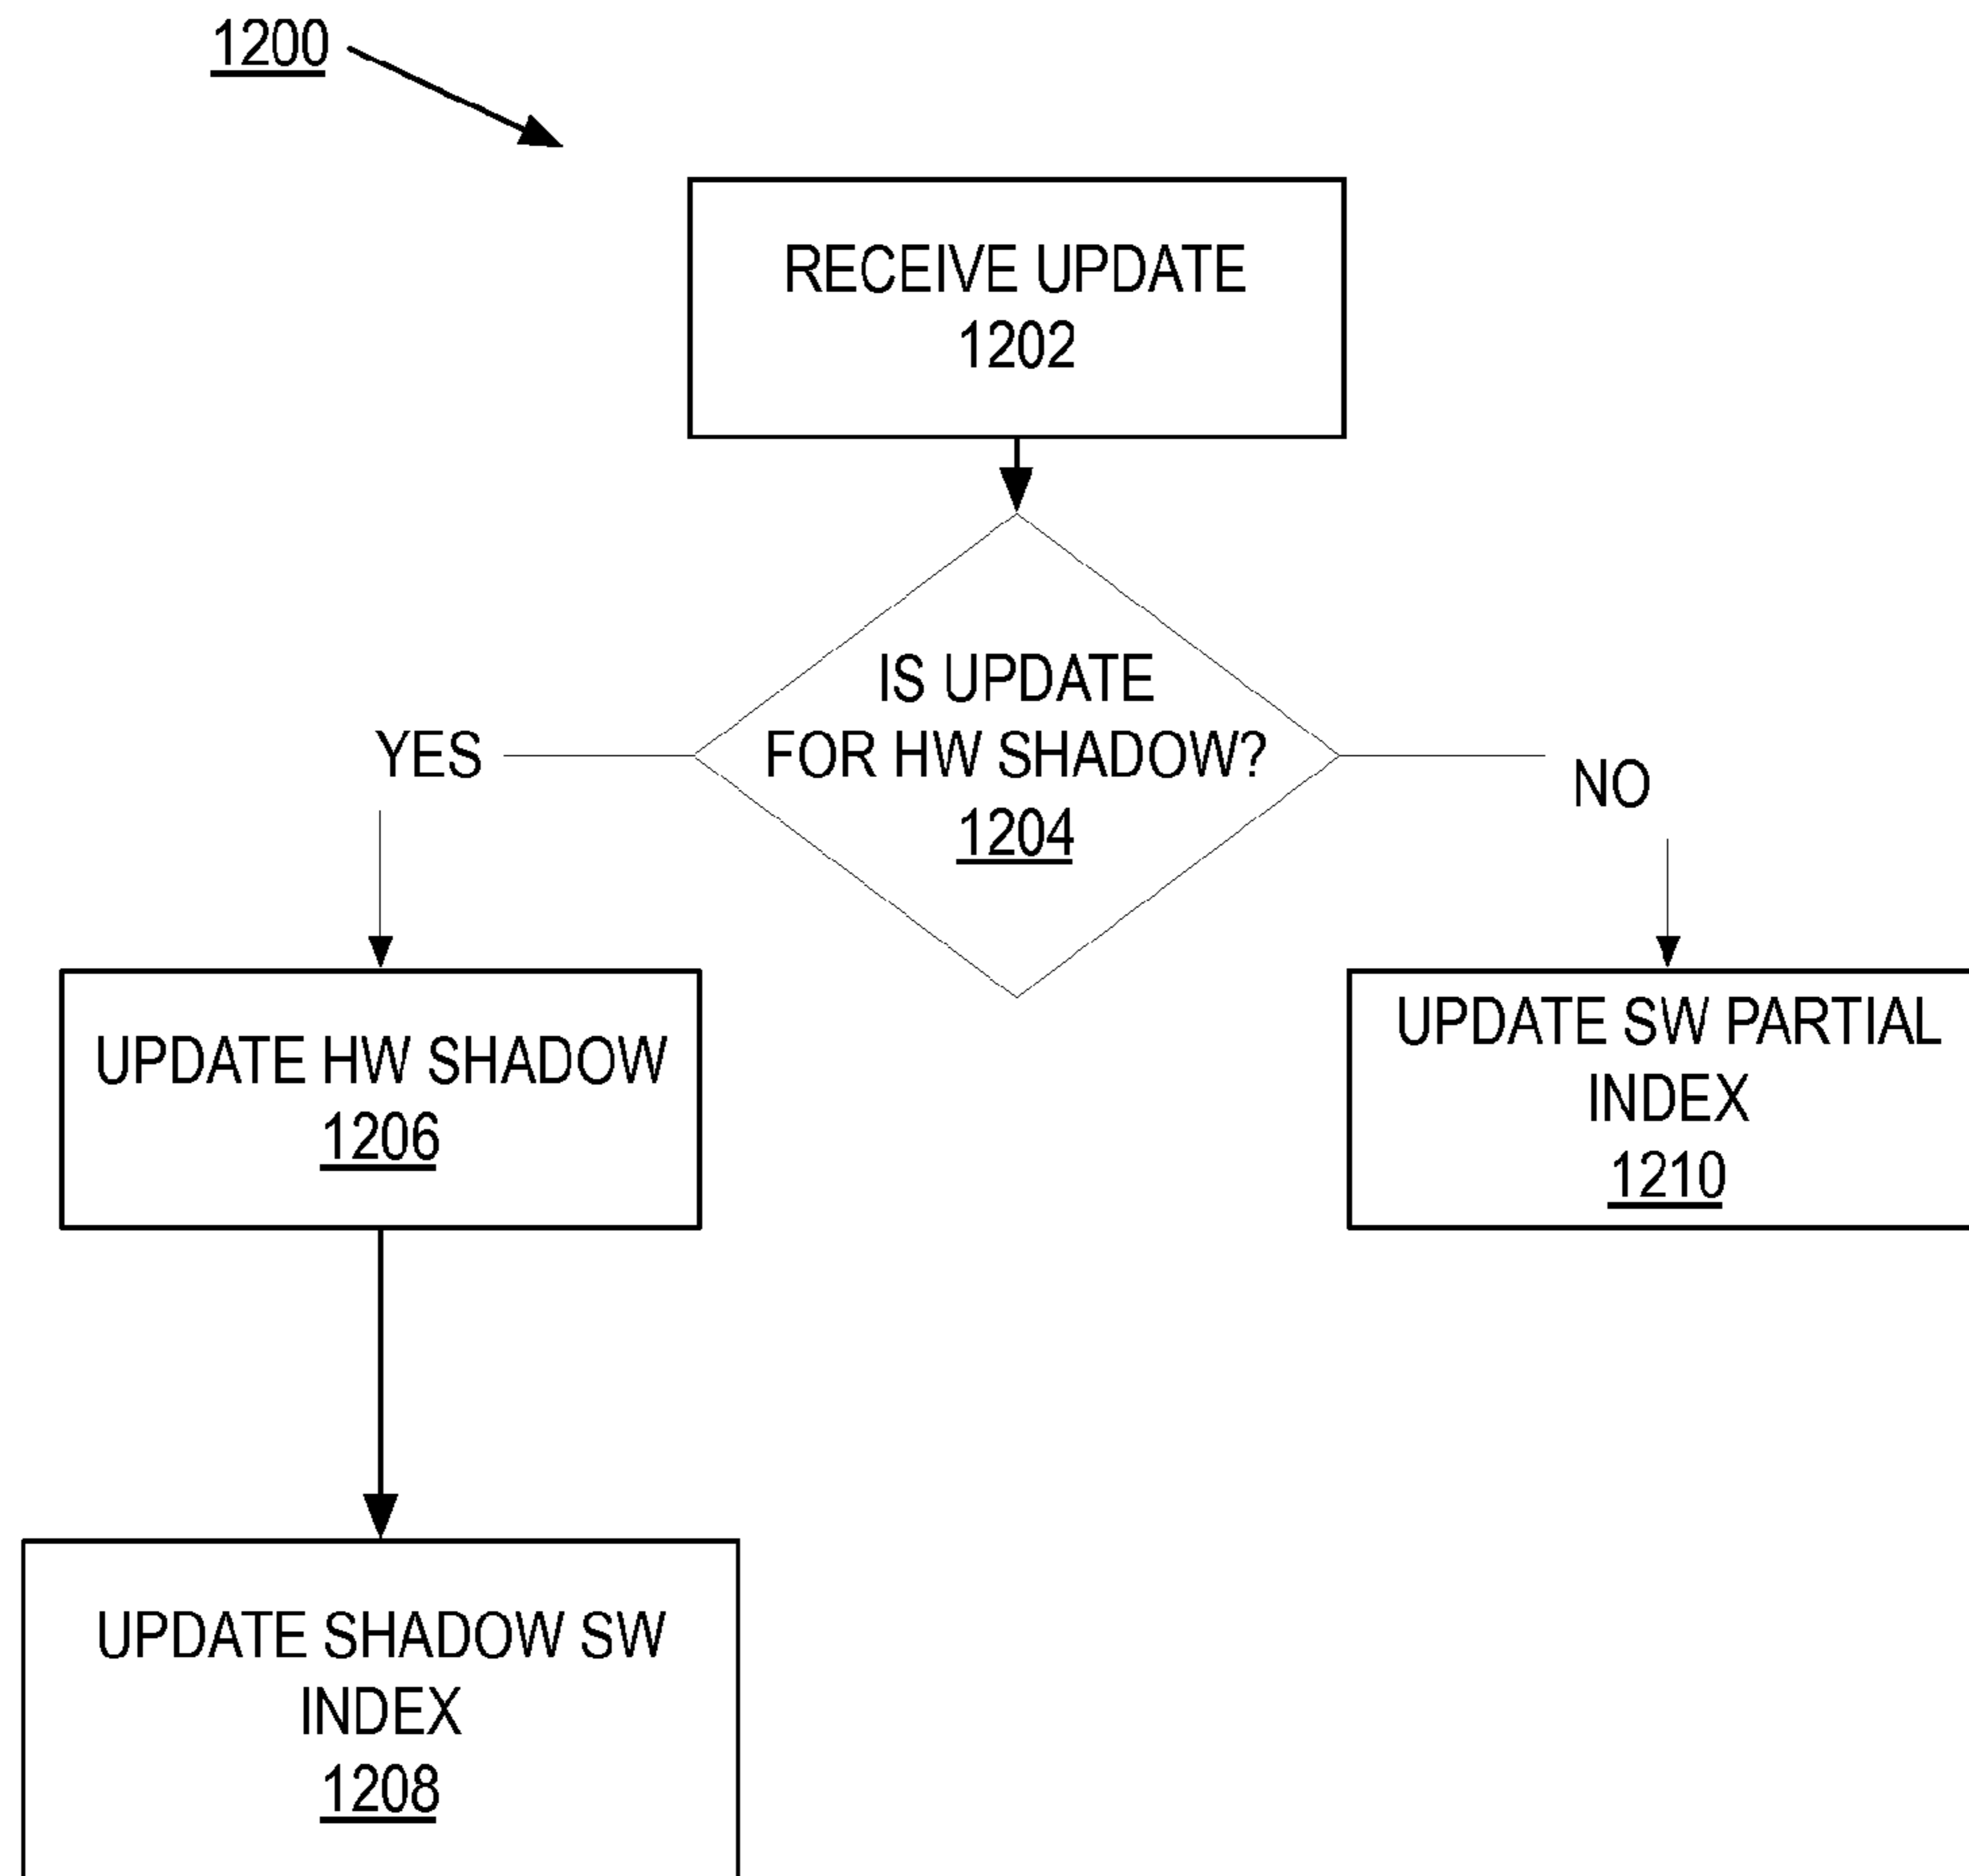 1200
RECEIVE UPDATE
1202
IS UPDATE
FOR HW SHADOW?
1204
YES
NO
UPDATE HW SHADOW
1206
UPDATE SW PARTIAL
INDEX
1210
UPDATE SHADOW SW
INDEX
1208